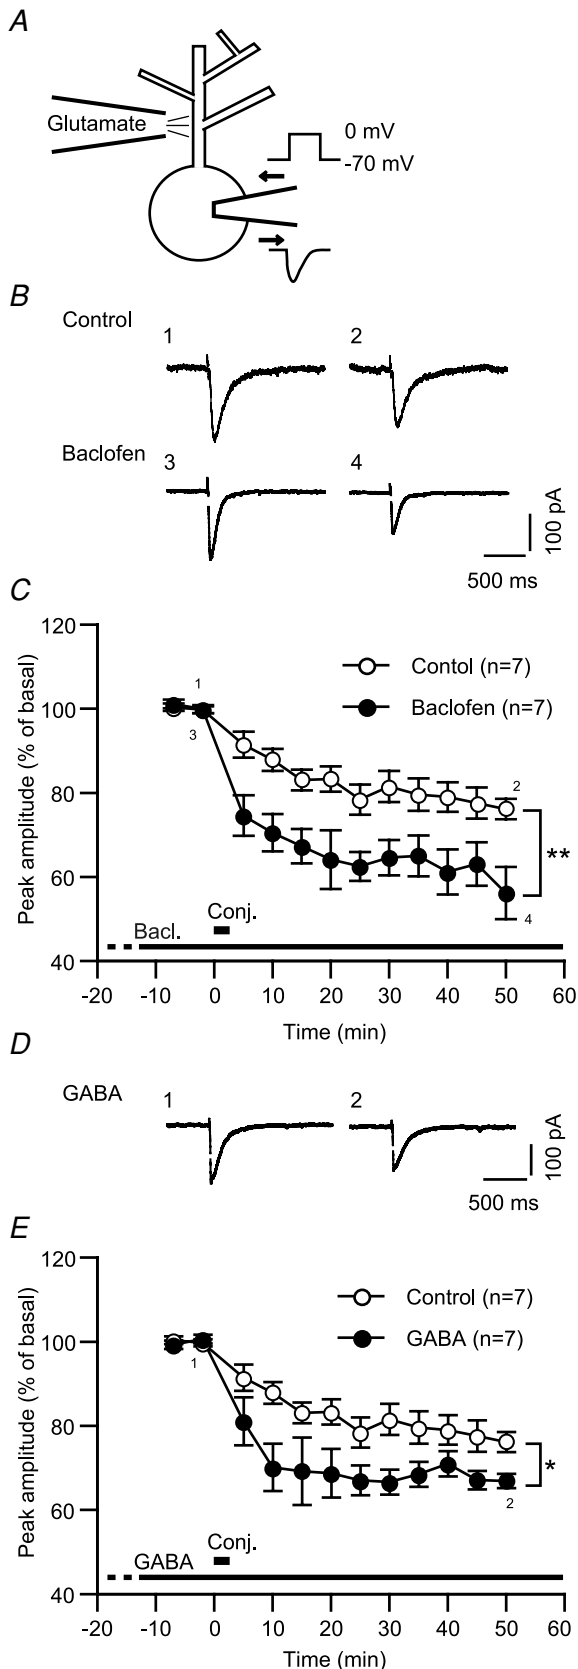 A
Glutamate
0 mV
-70 mV
B
Control
1
2
Baclofen
3
4
100 pA
500 ms
C
120
100
80
60
40
Peak amplitude (% of basal)
1
3
Contol (n=7)
Baclofen (n=7)
2
**
4
Conj.
Bacl.
-20 -10 0 10 20 30 40 50 60
Time (min)
D
GABA
1
2
100 pA
500 ms
E
120
100
80
60
40
Peak amplitude (% of basal)
1
Control (n=7)
GABA (n=7)
*
2
Conj.
GABA
-20 -10 0 10 20 30 40 50 60
Time (min)